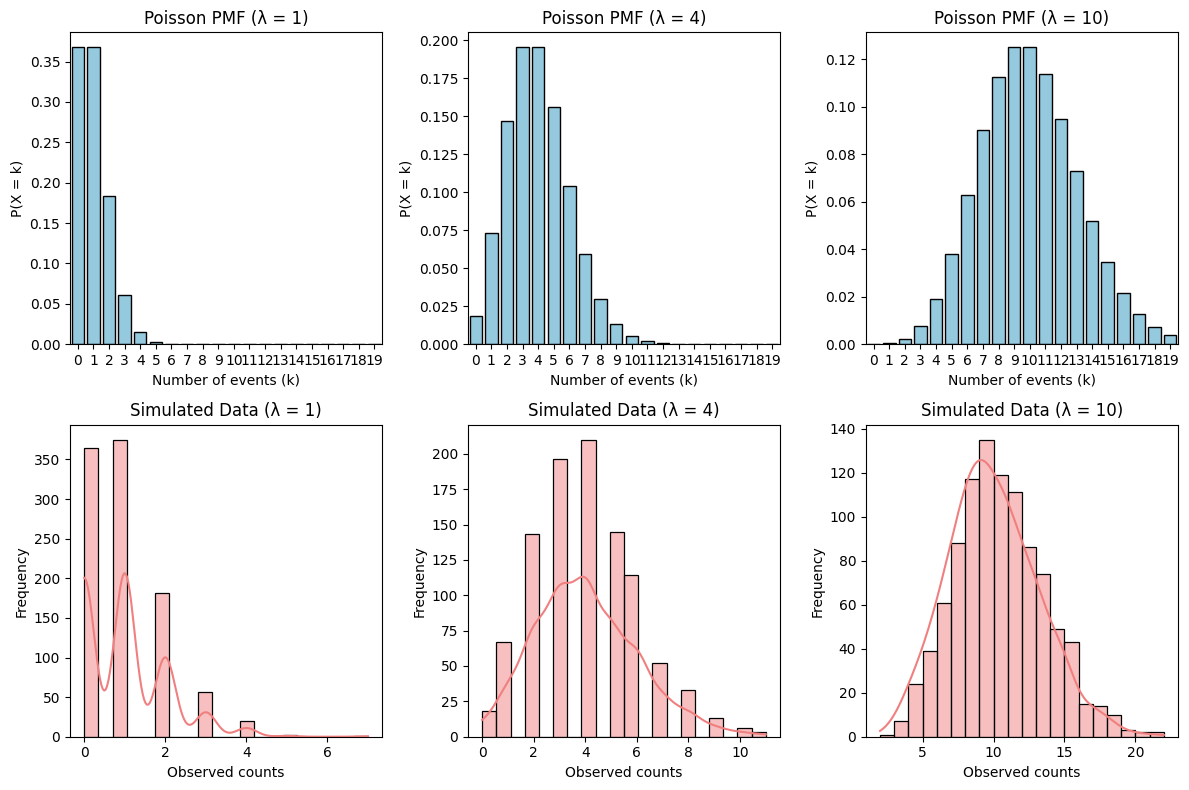 Poisson PMF (λ = 1)
0.35
0.30
0.25
0.20
0.15
0.10
0.05
0.00
P(X = k)
0 1 2 3 4 5 6 7 8 9 10 11 12 13 14 15 16 17 18 19
Number of events (k)
Poisson PMF (λ = 4)
0.200
0.175
0.150
0.125
0.100
0.075
0.050
0.025
0.000
P(X = k)
0 1 2 3 4 5 6 7 8 9 10 11 12 13 14 15 16 17 18 19
Number of events (k)
Poisson PMF (λ = 10)
0.12
0.10
0.08
0.06
0.04
0.02
0.00
P(X = k)
0 1 2 3 4 5 6 7 8 9 10 11 12 13 14 15 16 17 18 19
Number of events (k)
Simulated Data (λ = 1)
350
300
250
200
150
100
50
0
Frequency
0 2 4 6
Observed counts
Simulated Data (λ = 4)
200
175
150
125
100
75
50
25
0
Frequency
0 2 4 6 8 10
Observed counts
Simulated Data (λ = 10)
140
120
100
80
60
40
20
0
Frequency
5 10 15 20
Observed counts